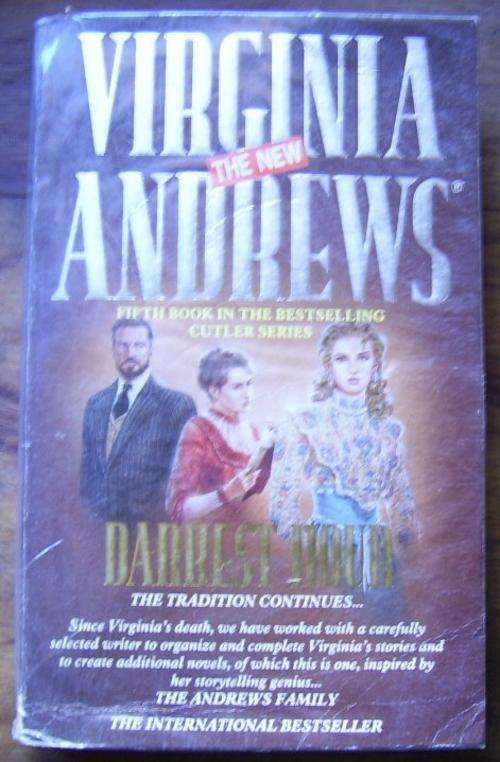 VIRGINIA
THE NEW
ANDREWS®
FIFTH BOOK IN THE BESTSELLING
CUTLER SERIES
DARKEST HOUR
THE TRADITION CONTINUES...
Since Virginia's death, we have worked with a carefully
selected writer to organize and complete Virginia's stories and
to create additional novels, of which this is one, inspired by
her storytelling genius...
THE ANDREWS FAMILY
THE INTERNATIONAL BESTSELLER